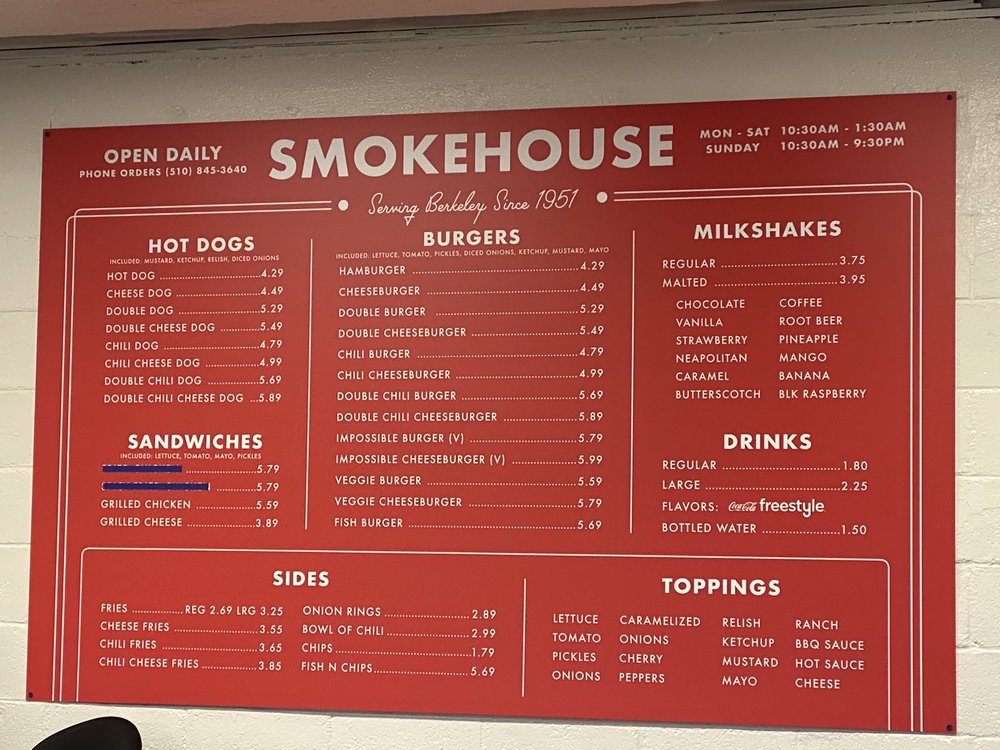 OPEN DAILY
PHONE ORDERS (510) 845-3640
SMOKEHOUSE
MON - SAT 10:30AM - 1:30AM
SUNDAY 10:30AM - 9:30PM
Serving Berkeley Since 1951
HOT DOGS
INCLUDED: MUSTARD, KETCHUP, RELISH, DICED ONIONS
HOT DOG ..........4.29
CHEESE DOG ..........4.49
DOUBLE DOG ..........5.29
DOUBLE CHEESE DOG ..........5.49
CHILI DOG ..........4.79
CHILI CHEESE DOG ..........4.99
DOUBLE CHILI DOG ..........5.69
DOUBLE CHILI CHEESE DOG ...5.89
SANDWICHES
INCLUDED: LETTUCE, TOMATO, MAYO, PICKLES
..........5.79
..........5.79
GRILLED CHICKEN ..........5.59
GRILLED CHEESE ..........3.89
BURGERS
INCLUDED: LETTUCE, TOMATO, PICKLES, DICED ONIONS, KETCHUP, MUSTARD, MAYO
HAMBURGER ..........4.29
CHEESEBURGER ..........4.49
DOUBLE BURGER ..........5.29
DOUBLE CHEESEBURGER ..........5.49
CHILI BURGER ..........4.79
CHILI CHEESEBURGER ..........4.99
DOUBLE CHILI BURGER ..........5.69
DOUBLE CHILI CHEESEBURGER ..........5.89
IMPOSSIBLE BURGER (V) ..........5.79
IMPOSSIBLE CHEESEBURGER (V) ..........5.99
VEGGIE BURGER ..........5.59
VEGGIE CHEESEBURGER ..........5.79
FISH BURGER ..........5.69
MILKSHAKES
REGULAR ..........3.75
MALTED ..........3.95
CHOCOLATE COFFEE
VANILLA ROOT BEER
STRAWBERRY PINEAPPLE
NEAPOLITAN MANGO
CARAMEL BANANA
BUTTERSCOTCH BLK RASPBERRY
DRINKS
REGULAR ..........1.80
LARGE ..........2.25
FLAVORS: Coca-Cola freestyle
BOTTLED WATER ..........1.50
SIDES
FRIES ..........REG 2.69 LRG 3.25
CHEESE FRIES ..........3.55
CHILI FRIES ..........3.65
CHILI CHEESE FRIES ..........3.85
ONION RINGS ..........2.89
BOWL OF CHILI ..........2.99
CHIPS ..........1.79
FISH N CHIPS ..........5.69
TOPPINGS
LETTUCE CARAMELIZED RELISH RANCH
TOMATO ONIONS KETCHUP BBQ SAUCE
PICKLES CHERRY MUSTARD HOT SAUCE
ONIONS PEPPERS MAYO CHEESE